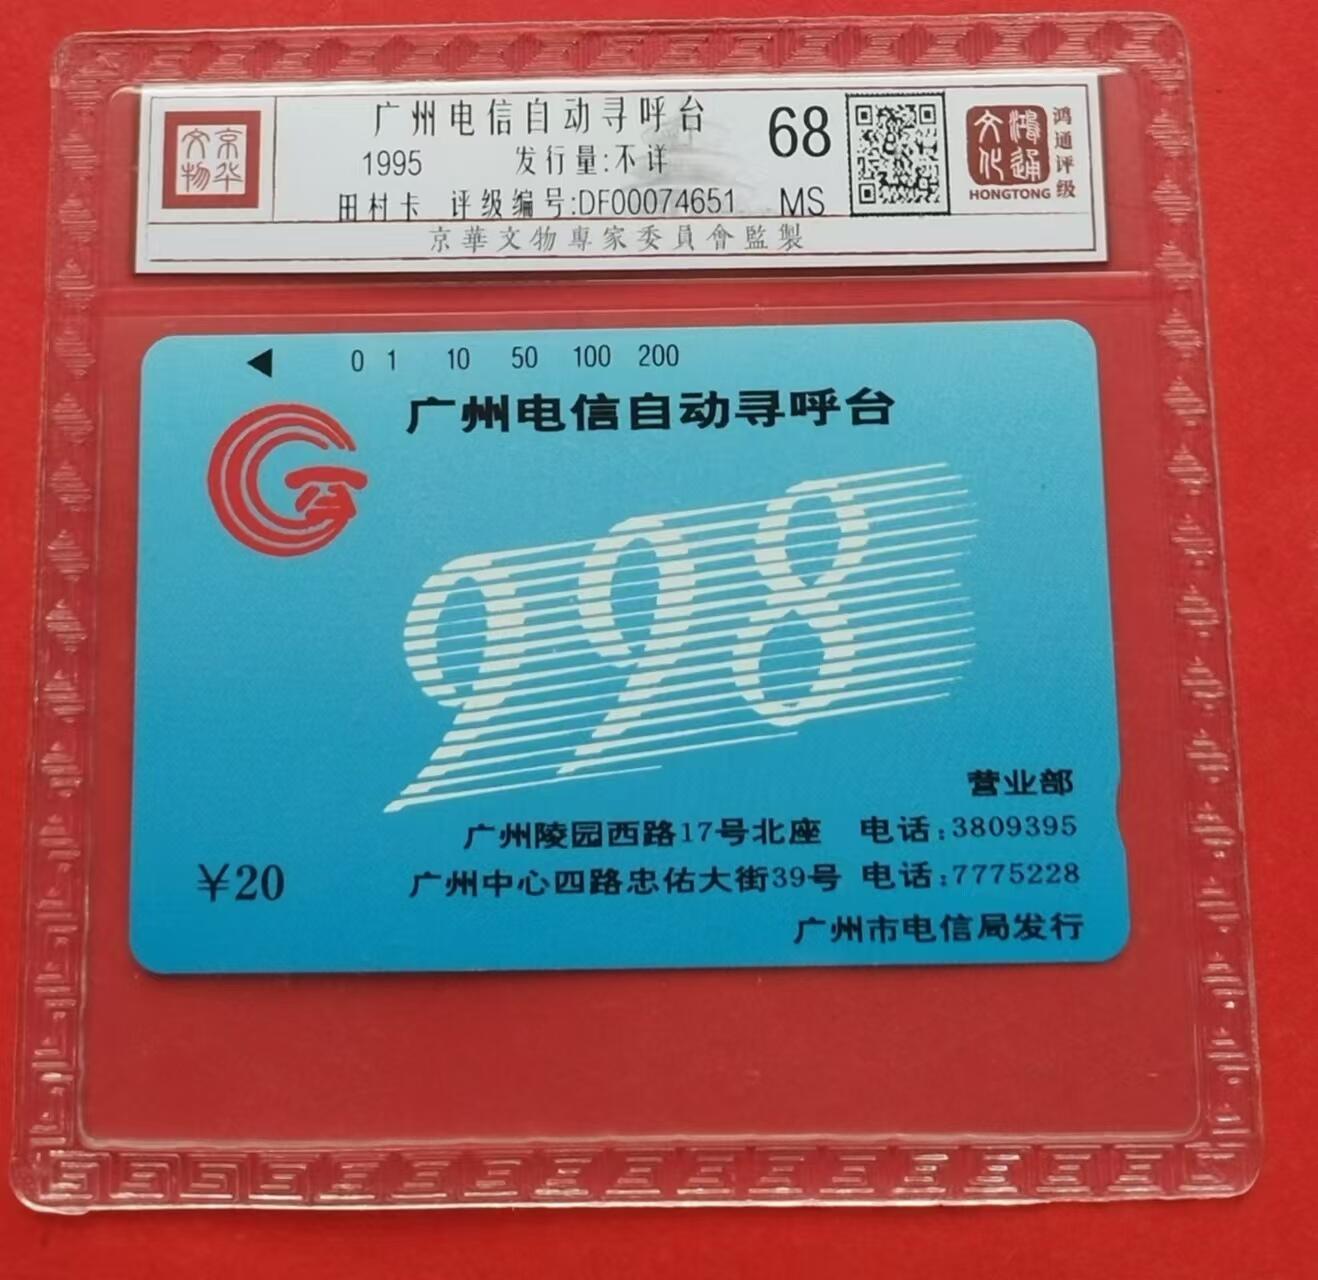 京华文物
广州电信自动寻呼台
1995 发行量:不详
田村卡 评级编号:DF00074651
68
MS
鸿通文化
HONGTONG
鸿通评级
京華文物專家委員會監製
0 1 10 50 100 200
广州电信自动寻呼台
998
营业部
广州陵园西路17号北座 电话:3809395
¥20
广州中心四路忠佑大街39号 电话:7775228
广州市电信局发行